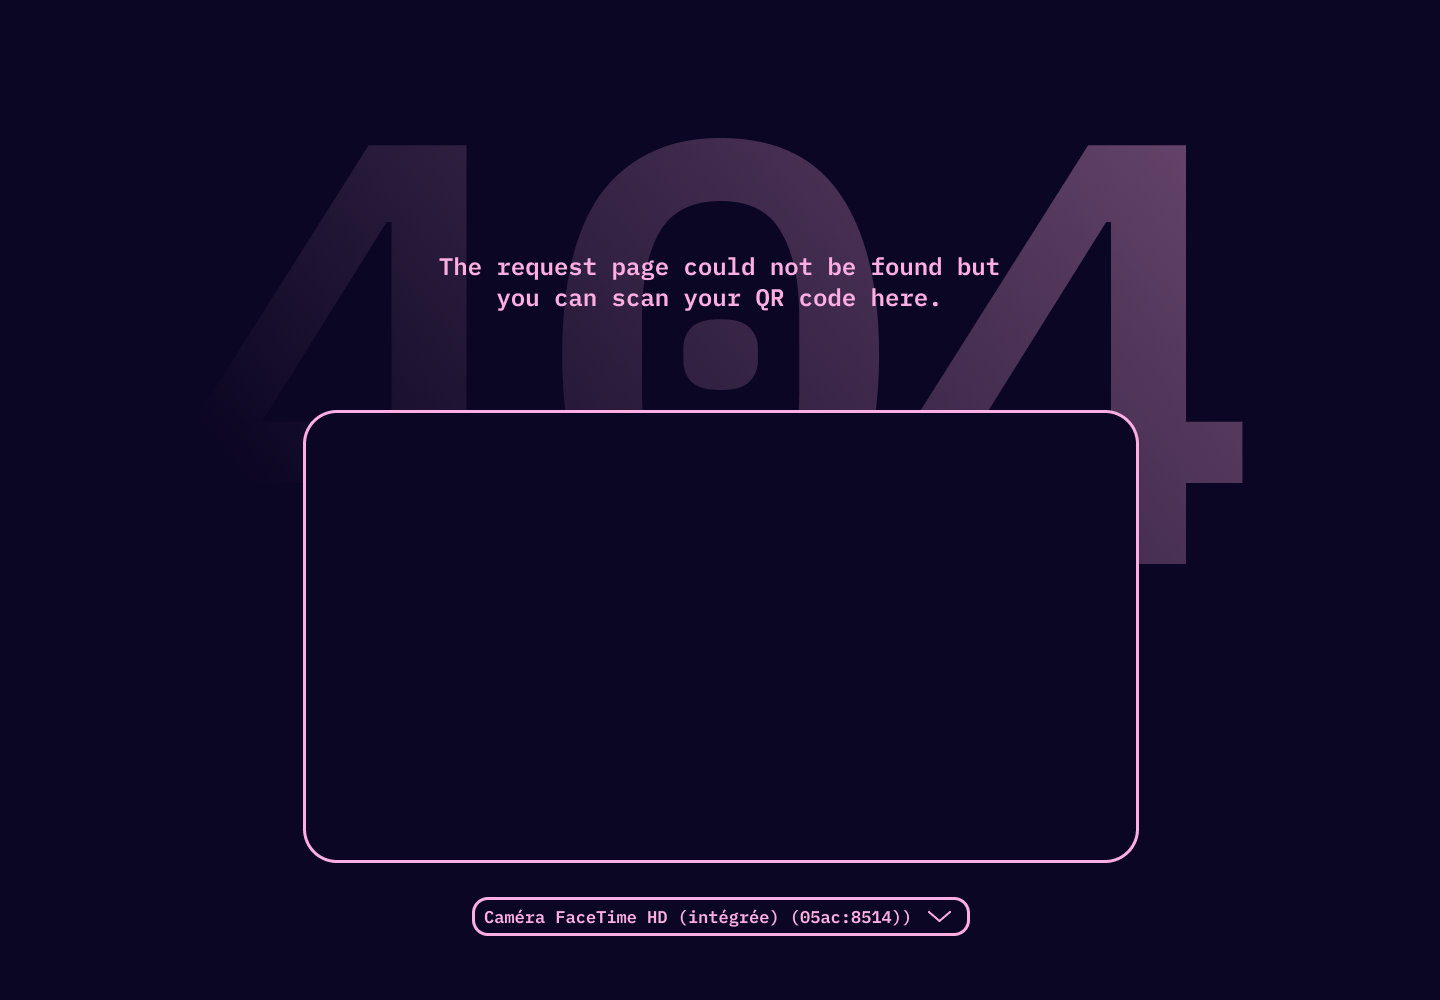 404
The request page could not be found but
you can scan your QR code here.
Caméra FaceTime HD (intégrée) (05ac:8514))